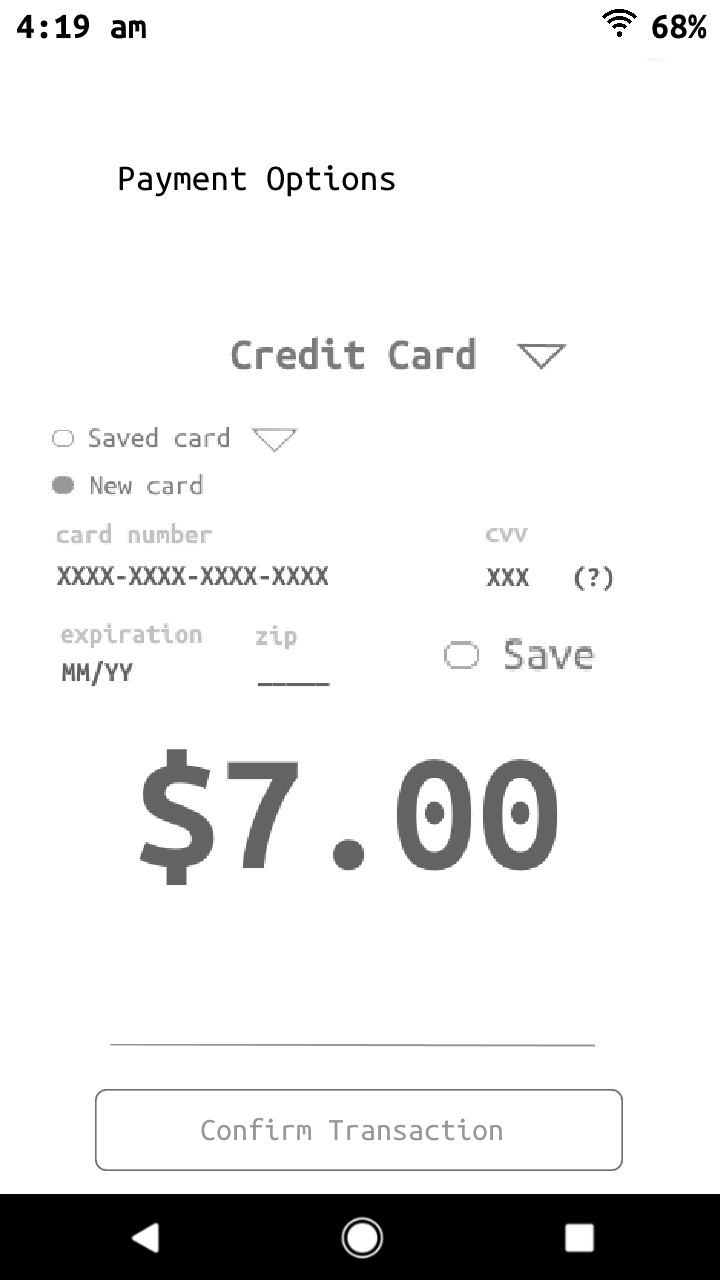 4:19 am 68%
Payment Options
Credit Card
Saved card
New card
card number cvv
XXXX-XXXX-XXXX-XXXX XXX (?)
expiration zip
MM/YY _____ Save
$7.00
Confirm Transaction